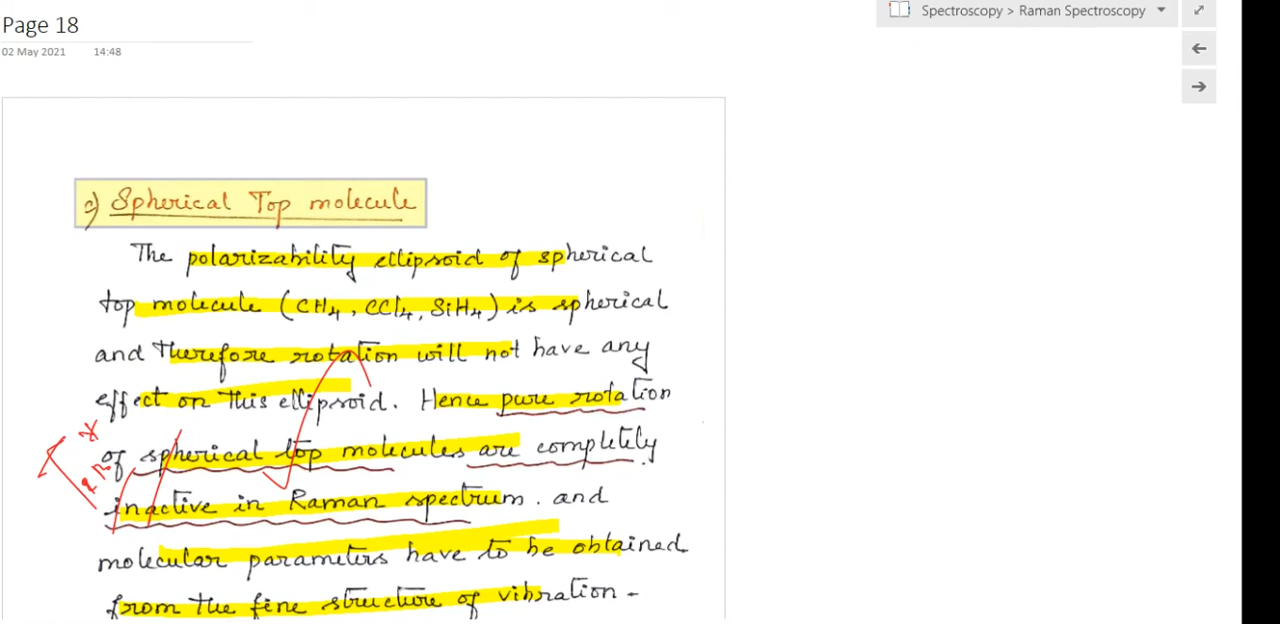 Page 18
02 May 2021 14:48
Spectroscopy > Raman Spectroscopy
c) Spherical Top molecule
The polarizability ellipsoid of spherical
top molecule (CH4, CCl4, SiH4) is spherical
and therefore rotation will not have any
effect on this ellipsoid. Hence pure rotation
of spherical top molecules are completely
inactive in Raman spectrum. and
molecular parameters have to be obtained
from the fine structure of vibration -